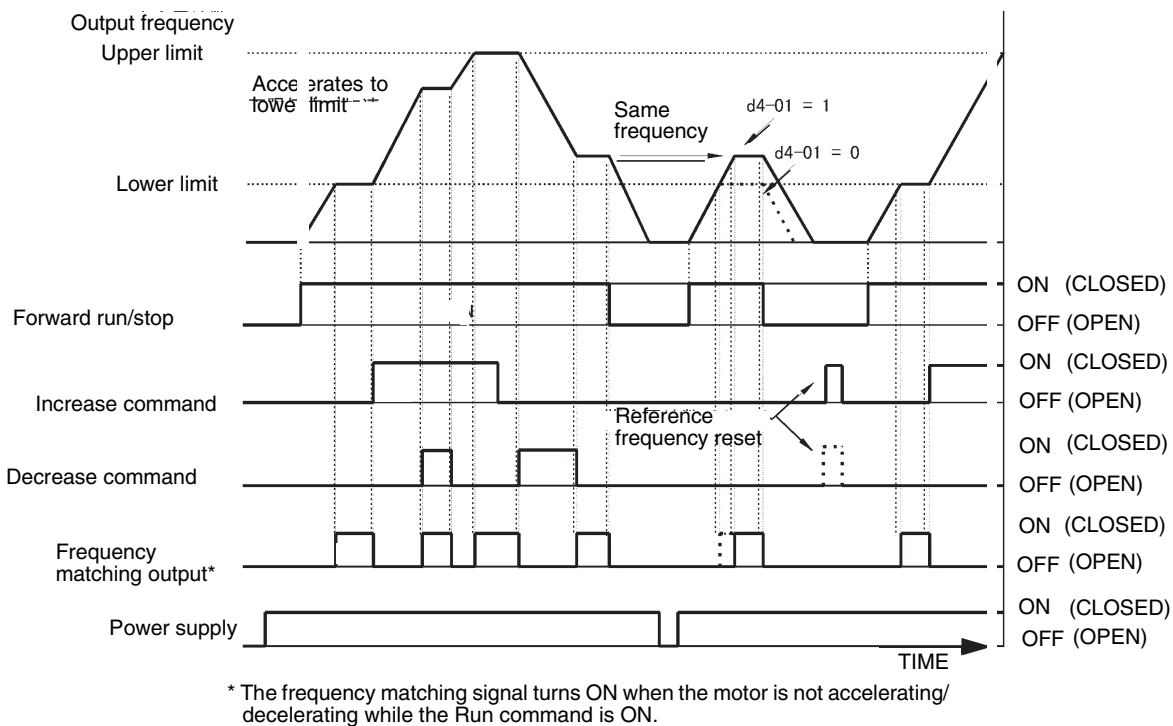 Output frequency
Upper limit
Accelerates to
lower limit
Same
frequency
d4-01 = 1
d4-01 = 0
Lower limit
ON (CLOSED)
Forward run/stop
OFF (OPEN)
ON (CLOSED)
Increase command
OFF (OPEN)
Reference
frequency reset
ON (CLOSED)
Decrease command
OFF (OPEN)
ON (CLOSED)
Frequency
matching output*
OFF (OPEN)
ON (CLOSED)
Power supply
OFF (OPEN)
TIME
* The frequency matching signal turns ON when the motor is not accelerating/
decelerating while the Run command is ON.